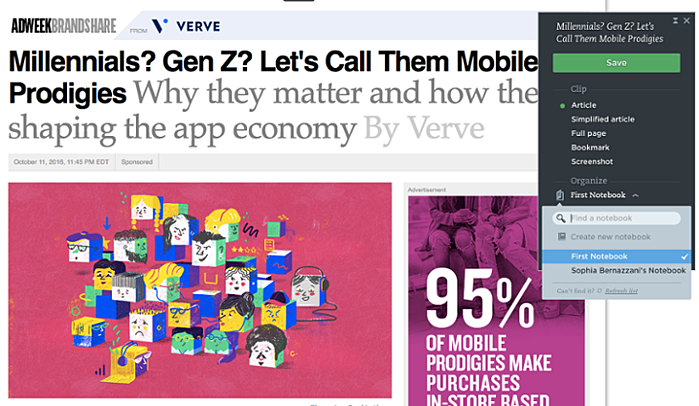 ADWEEKBRANDSHARE
FROM
VERVE
Millennials? Gen Z? Let's Call Them Mobile
Prodigies Why they matter and how the
shaping the app economy By Verve
October 11, 2016, 11:45 PM EDT
Sponsored
Advertisement
95%
OF MOBILE
PRODIGIES MAKE
PURCHASES
IN-STORE BASED
Millennials? Gen Z? Let's
Call Them Mobile Prodigies
Save
Clip
Article
Simplified article
Full page
Bookmark
Screenshot
Organize
First Notebook
Find a notebook
Create new notebook
First Notebook
Sophia Bernazzani's Notebook
Can't find it? Refresh list